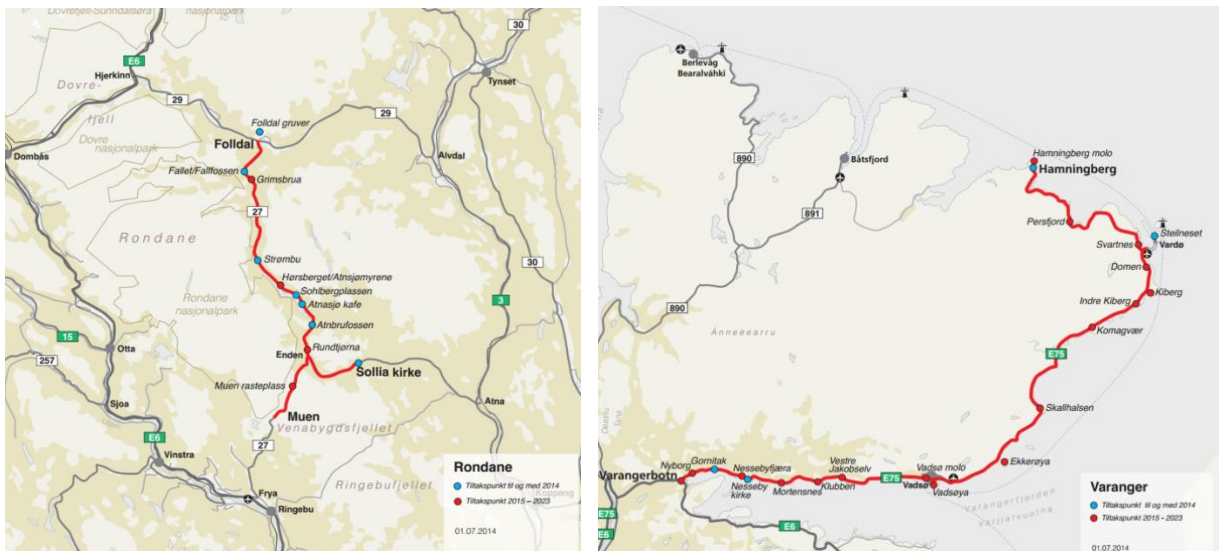 Dovrefjell-Sunndalsøra
nasjonalpark
30
E6
Tynset
Hjerkinn
29
Dovre-
fjell
Folldal gruver
29
Dovre
nasjonalpark
Folldal
Dombås
Alvdal
Fallet/Fallfossen
Grimsbrua
27
Rondane
Strømbu
30
Hørsberget/Atnsjømyrene
Sohlbergplassen
Rondane
nasjonalpark
Atnasjø kafe
3
Atnbrufossen
15
Otta
Rundtjørna
Enden
257
Sollia kirke
Muen rasteplass
Sjoa
Atna
Muen
Venabygdsfjellet
E6
27
Vinstra
Ringebufjellet
Koppang
Frya
Ringebu
Rondane
Tiltakspunkt til og med 2014
Tiltakspunkt 2015 – 2023
01.07.2014
Berlevåg
Bearalváhki
890
Båtsfjord
Hamningberg molo
Hamningberg
891
Persfjord
Steilneset
Vardø
Svartnes
Domen
Kiberg
Indre Kiberg
890
Komagvær
E75
Skallhalsen
Ekkerøya
Nyborg
Gornitak
Nessebyfjæra
Vestre
Jakobselv
Vadsø molo
Varangerbotn
Nesseby
kirke
Mortensnes
Klubben
E75
Vadsø
Vadsøya
Varangerfjorden
Várjjatvuotna
E75
E6
E6
Varanger
Tiltakspunkt til og med 2014
Tiltakspunkt 2015 - 2023
01.07.2014